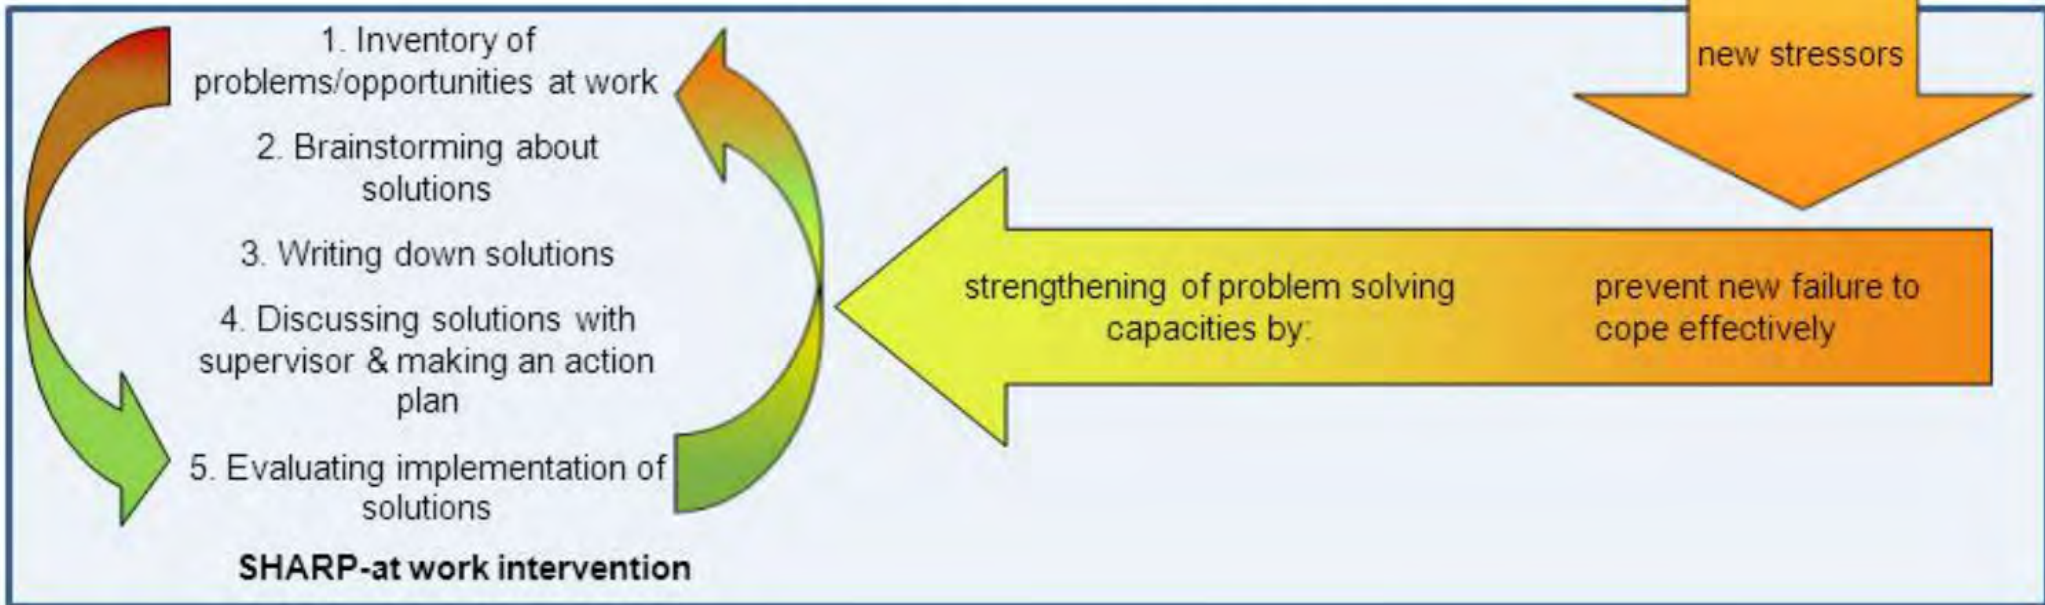 1. Inventory of
problems/opportunities at work
2. Brainstorming about
solutions
3. Writing down solutions
4. Discussing solutions with
supervisor & making an action
plan
5. Evaluating implementation of
solutions
SHARP-at work intervention
new stressors
strengthening of problem solving
capacities by:
prevent new failure to
cope effectively